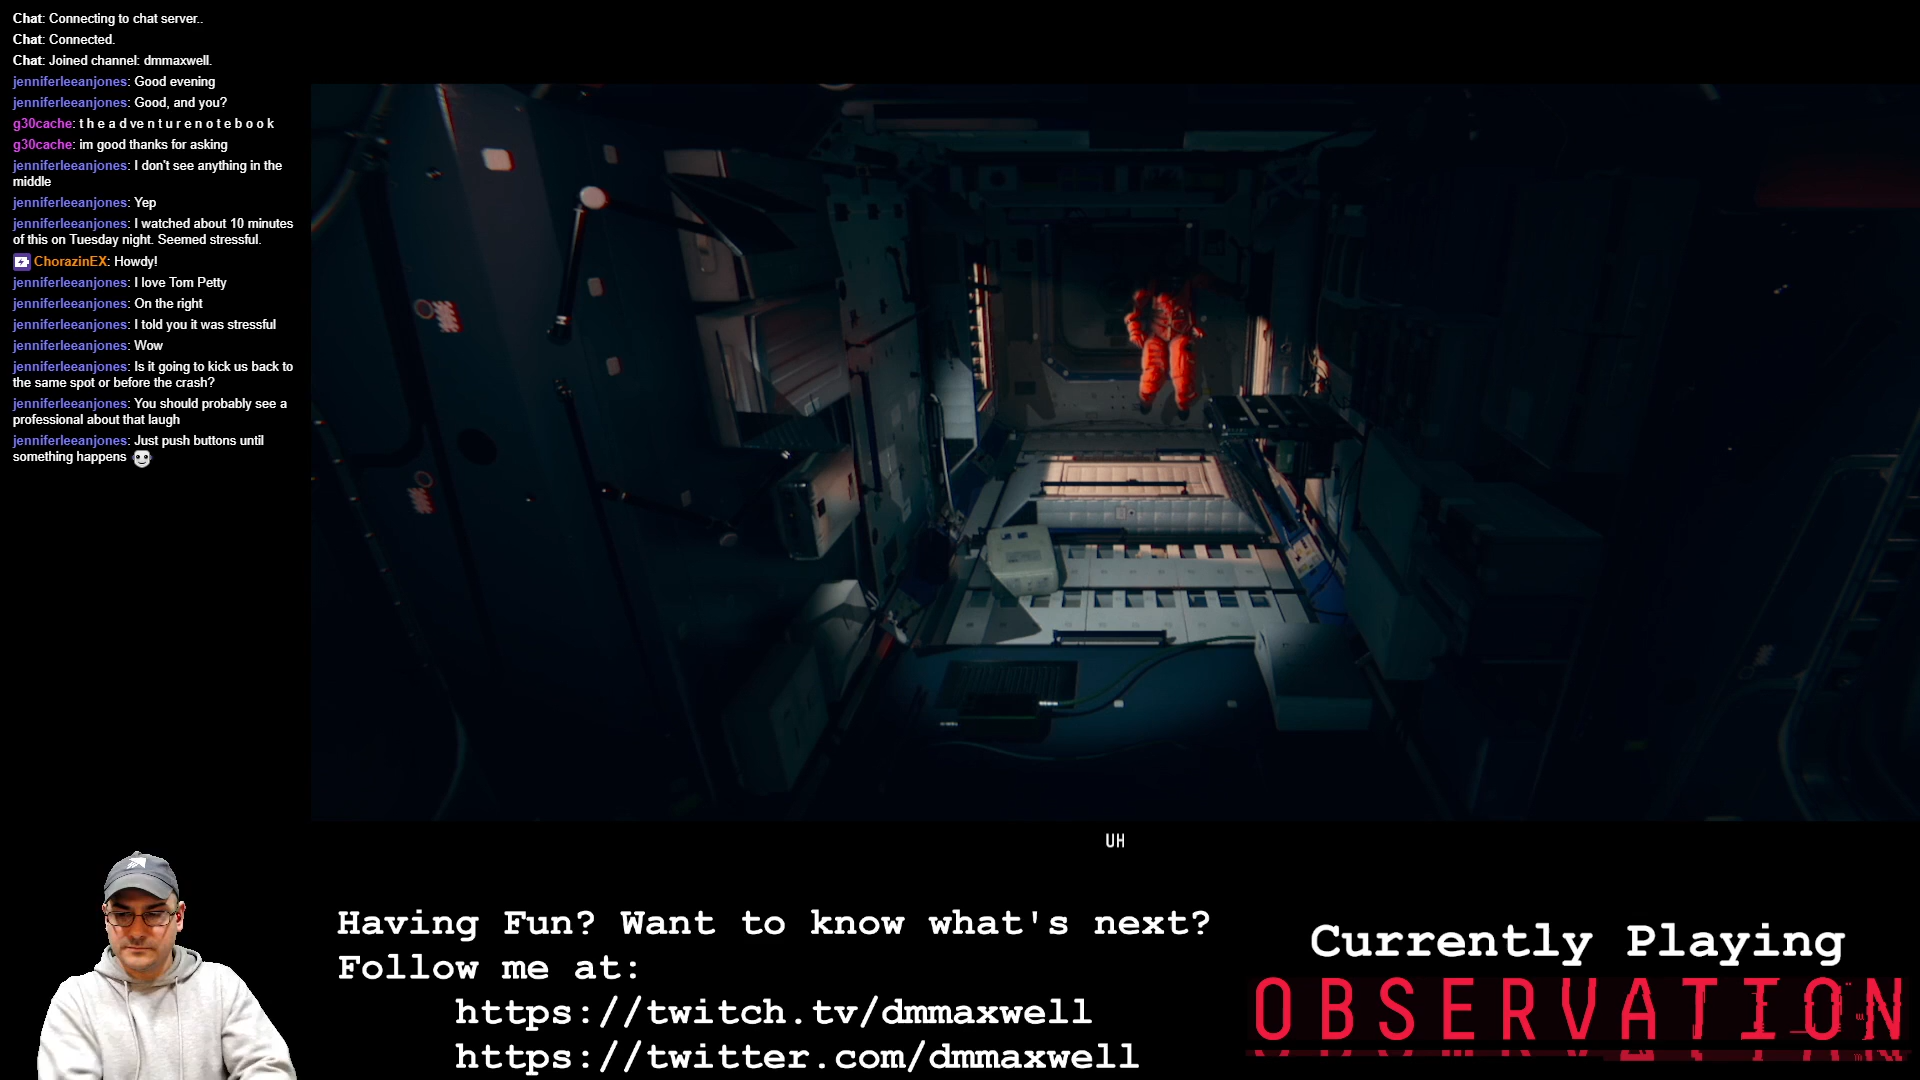 Chat: Connecting to chat server..
Chat: Connected.
Chat: Joined channel: dmmaxwell.
jenniferleeanjones: Good evening
jenniferleeanjones: Good, and you?
g30cache: t h e a d v e n t u r e n o t e b o o k
g30cache: im good thanks for asking
jenniferleeanjones: I don't see anything in the
middle
jenniferleeanjones: Yep
jenniferleeanjones: I watched about 10 minutes
of this on Tuesday night. Seemed stressful.
ChorazinEX: Howdy!
jenniferleeanjones: I love Tom Petty
jenniferleeanjones: On the right
jenniferleeanjones: I told you it was stressful
jenniferleeanjones: Wow
jenniferleeanjones: Is it going to kick us back to
the same spot or before the crash?
jenniferleeanjones: You should probably see a
professional about that laugh
jenniferleeanjones: Just push buttons until
something happens
UH
Having Fun? Want to know what's next?
Follow me at:
https://twitch.tv/dmmaxwell
https://twitter.com/dmmaxwell
Currently Playing
OBSERVATION